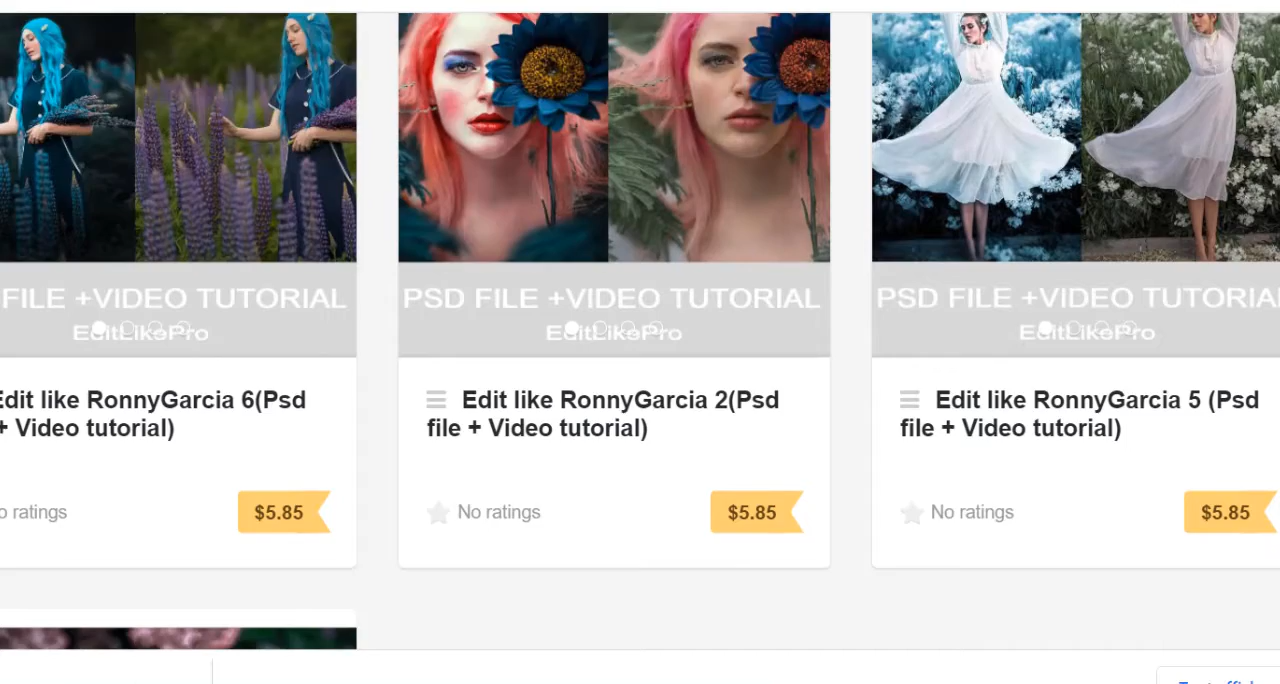 FILE +VIDEO TUTORIAL
EditLikePro
Edit like RonnyGarcia 6(Psd
+ Video tutorial)
o ratings
$5.85
PSD FILE +VIDEO TUTORIAL
EditLikePro
Edit like RonnyGarcia 2(Psd
file + Video tutorial)
No ratings
$5.85
PSD FILE +VIDEO TUTORIAL
EditLikePro
Edit like RonnyGarcia 5 (Psd
file + Video tutorial)
No ratings
$5.85